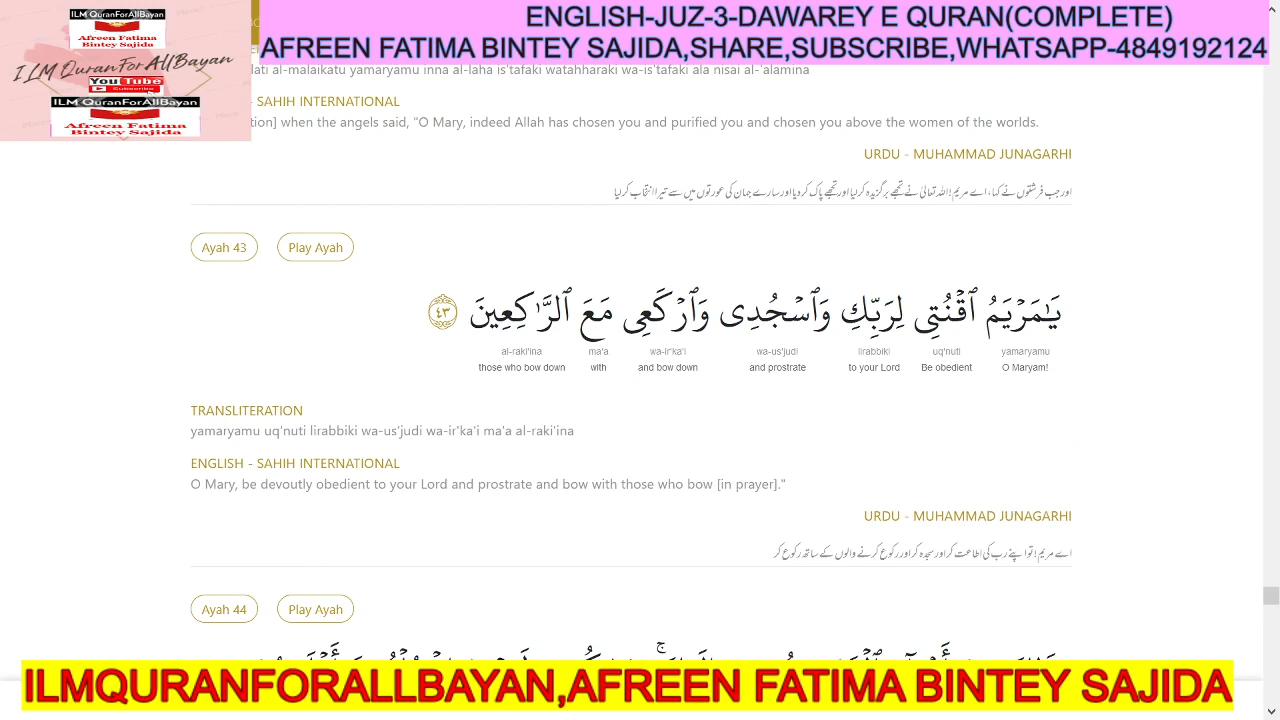 ILM QuranForAllBayan
Afreen Fatima
Bintey Sajida
ILM QuranForAllBayan
You Tube
Subscribe
ILM QuranForAllBayan
Afreen Fatima
Bintey Sajida
ENGLISH-JUZ-3-DAWAREY E QURAN(COMPLETE)
AFREEN FATIMA BINTEY SAJIDA,SHARE,SUBSCRIBE,WHATSAPP-4849192124
lati al-malaikatu yamaryamu inna al-laha is'tafaki watahharaki wa-is'tafaki ala nisai al-'alamina
- SAHIH INTERNATIONAL
tion] when the angels said, "O Mary, indeed Allah has chosen you and purified you and chosen you above the women of the worlds.
URDU - MUHAMMAD JUNAGARHI
اور جب فرشتوں نے کہا، اے مریم! اللہ تعالیٰ نے تجھے برگزیده کر لیا اور تجھے پاک کر دیا اور سارے جہان کی عورتوں میں سے تیرا انتخاب کر لیا
Ayah 43
Play Ayah
يَـٰمَرْيَمُ ٱقْنُتِى لِرَبِّكِ وَٱسْجُدِى وَٱرْكَعِى مَعَ ٱلرَّٰكِعِينَ ٤٣
al-raki'ina ma'a wa-ir'ka'i wa-us'judi lirabbiki uq'nuti yamaryamu
those who bow down with and bow down and prostrate to your Lord Be obedient O Maryam!
TRANSLITERATION
yamaryamu uq'nuti lirabbiki wa-us'judi wa-ir'ka'i ma'a al-raki'ina
ENGLISH - SAHIH INTERNATIONAL
O Mary, be devoutly obedient to your Lord and prostrate and bow with those who bow [in prayer]."
URDU - MUHAMMAD JUNAGARHI
اے مریم! تو اپنے رب کی اطاعت کر اور سجده کر اور رکوع کرنے والوں کے ساتھ رکوع کر
Ayah 44
Play Ayah
ILMQURANFORALLBAYAN,AFREEN FATIMA BINTEY SAJIDA